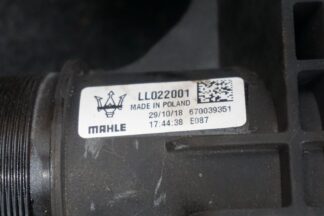 LL022001
MADE IN POLAND
29/10/18 670039351
MAHLE 17:44:38 E087